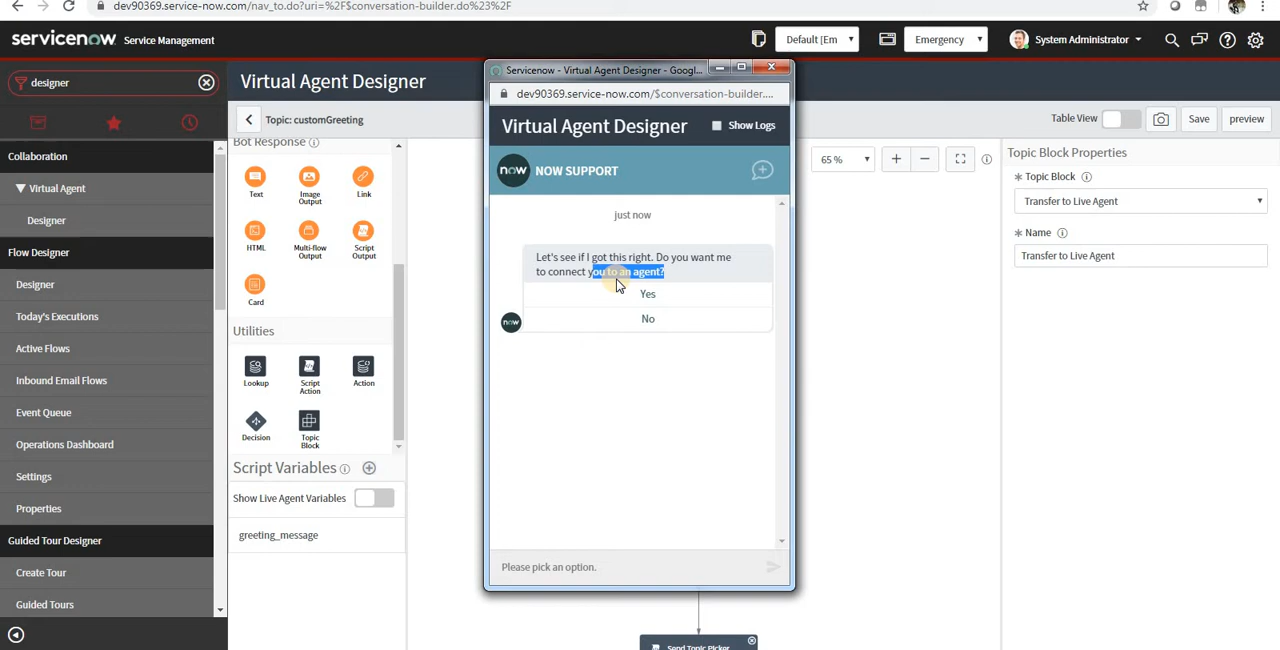 dev90369.service-now.com/nav_to.do?uri=%2F$conversation-builder.do%23%2F
servicenow Service Management
Default [Em
Emergency
System Administrator
designer
Collaboration
Virtual Agent
Designer
Flow Designer
Designer
Today's Executions
Active Flows
Inbound Email Flows
Event Queue
Operations Dashboard
Settings
Properties
Guided Tour Designer
Create Tour
Guided Tours
Virtual Agent Designer
Topic: customGreeting
Table View
Save
preview
Bot Response
Text
Image Output
Link
HTML
Multi-flow Output
Script Output
Card
Utilities
Lookup
Script Action
Action
Decision
Topic Block
Script Variables
Show Live Agent Variables
greeting_message
Servicenow - Virtual Agent Designer - Googl...
dev90369.service-now.com/$conversation-builder....
Virtual Agent Designer
Show Logs
now NOW SUPPORT
just now
Let's see if I got this right. Do you want me
to connect you to an agent?
Yes
No
now
Please pick an option.
65 %
Send Topic Picker
Topic Block Properties
Topic Block
Transfer to Live Agent
Name
Transfer to Live Agent